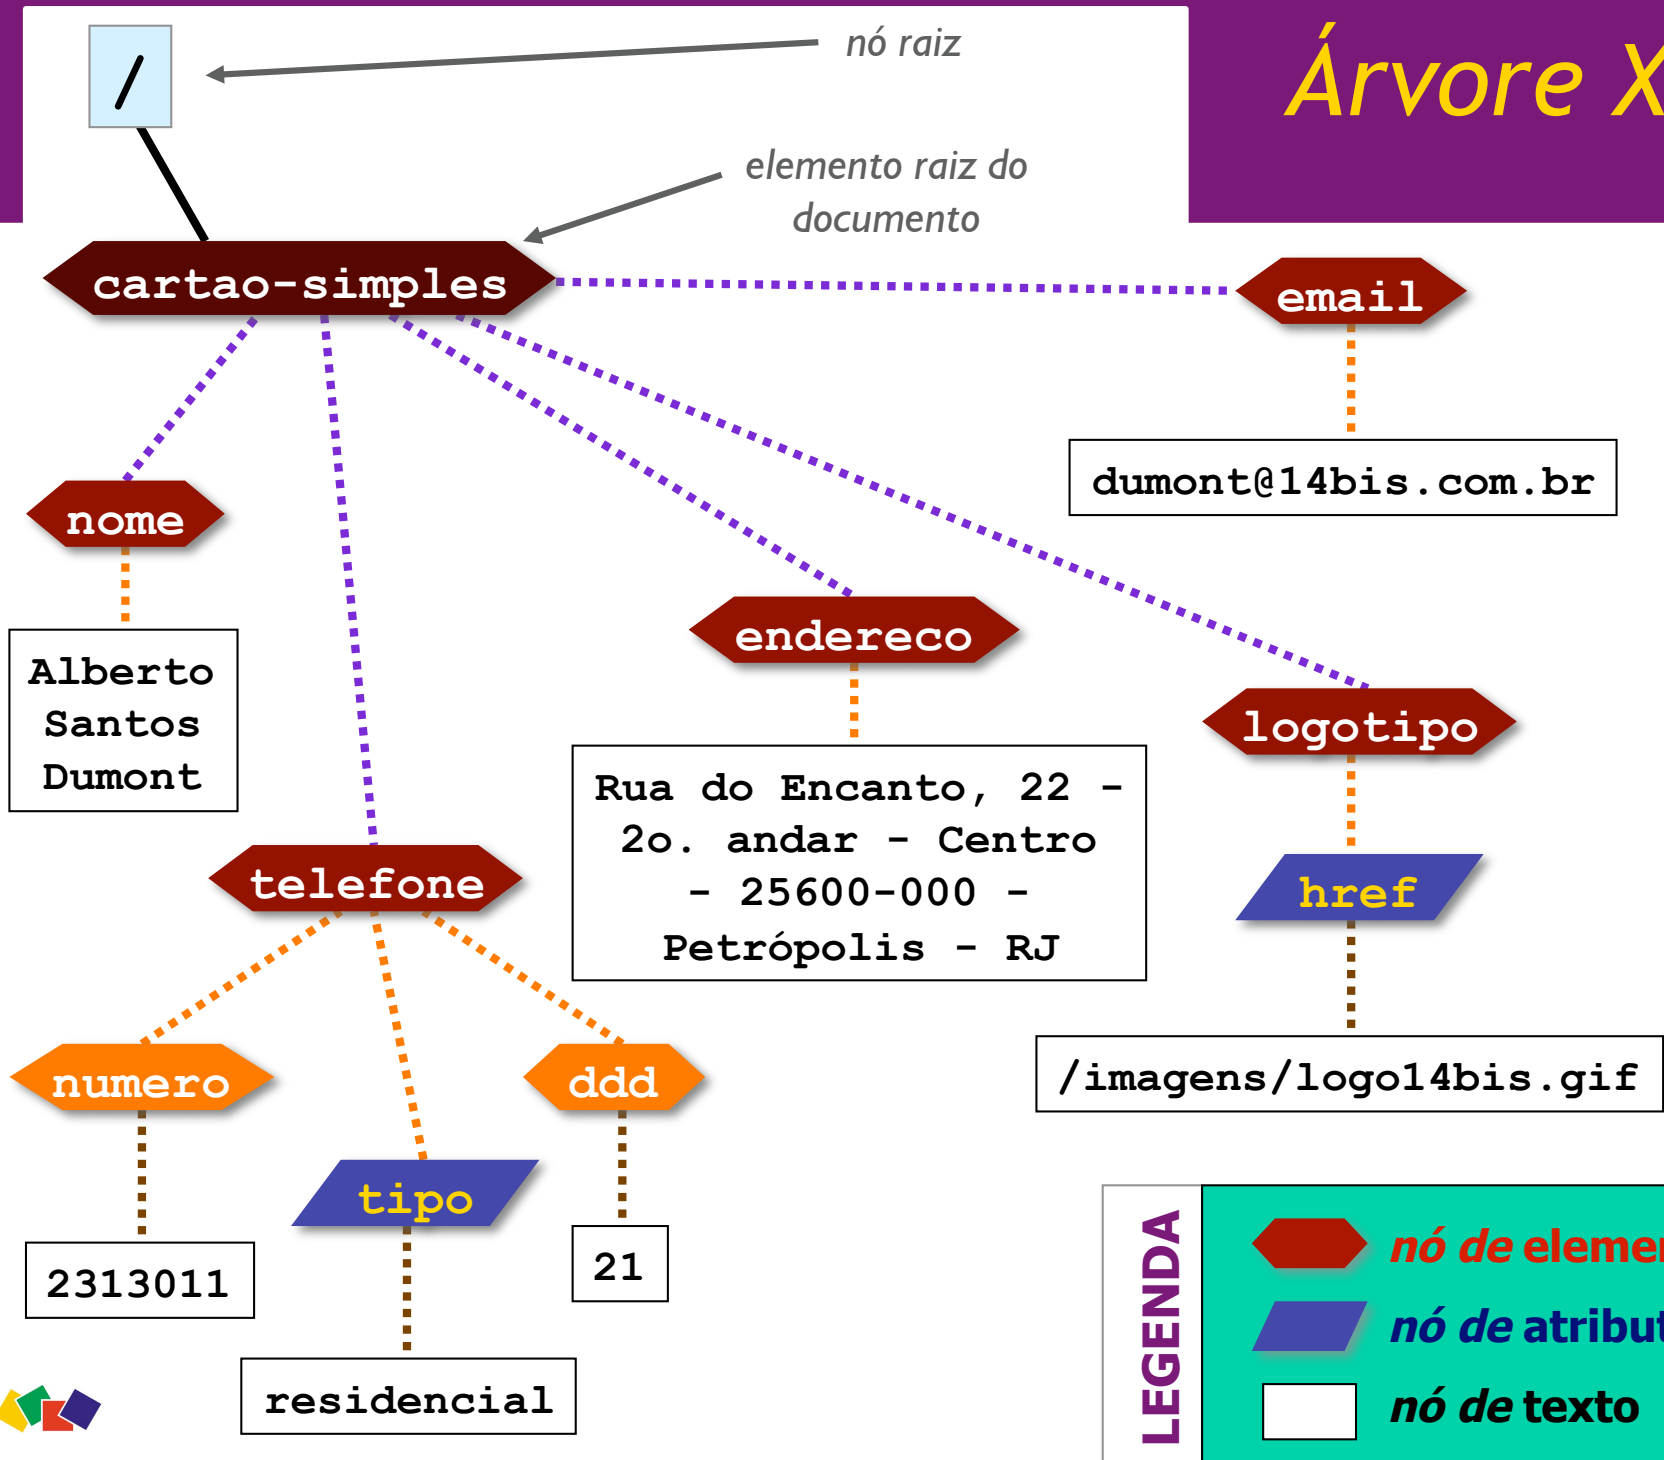 /
nó raiz
Árvore X
elemento raiz do
documento
cartao-simples
email
dumont@14bis.com.br
nome
Alberto
Santos
Dumont
endereco
Rua do Encanto, 22 -
2o. andar - Centro
- 25600-000 -
Petrópolis - RJ
logotipo
href
/imagens/logo14bis.gif
telefone
numero
ddd
tipo
2313011
21
residencial
LEGENDA
nó de elemen
nó de atribut
nó de texto